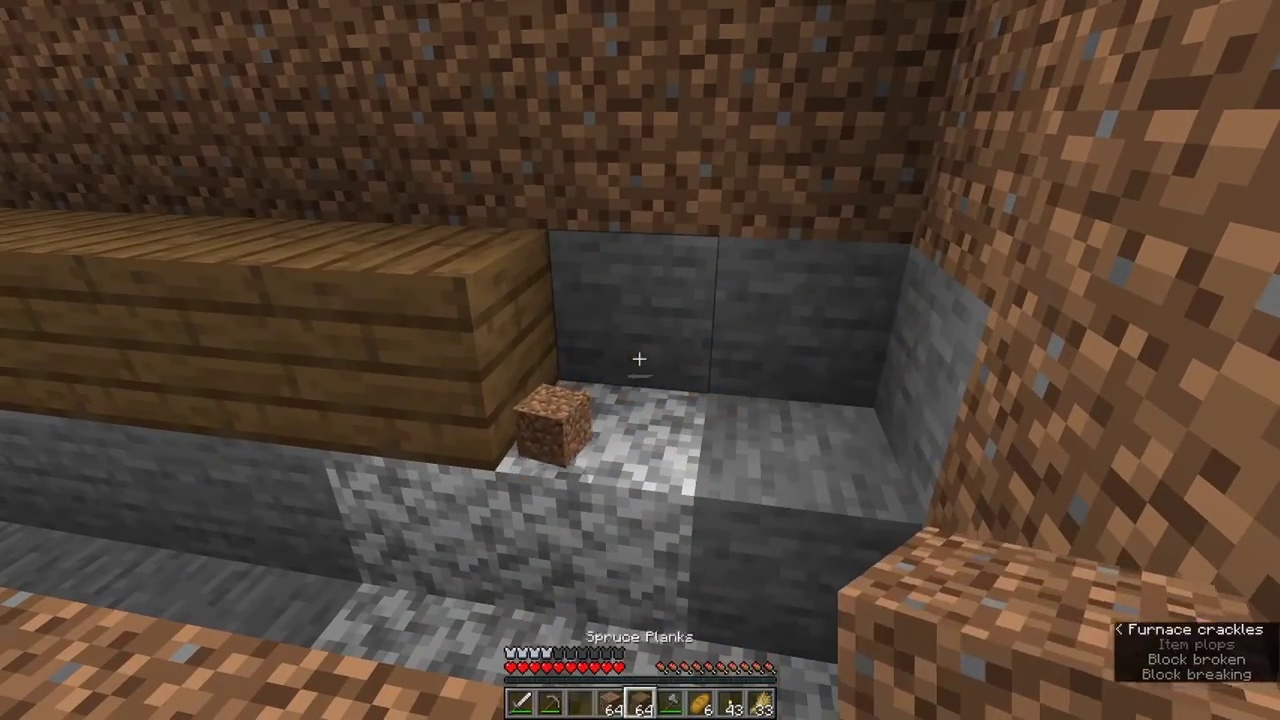 Spruce Planks
< Furnace crackles
Item plops
Block broken
Block breaking
64 64 6 43 33